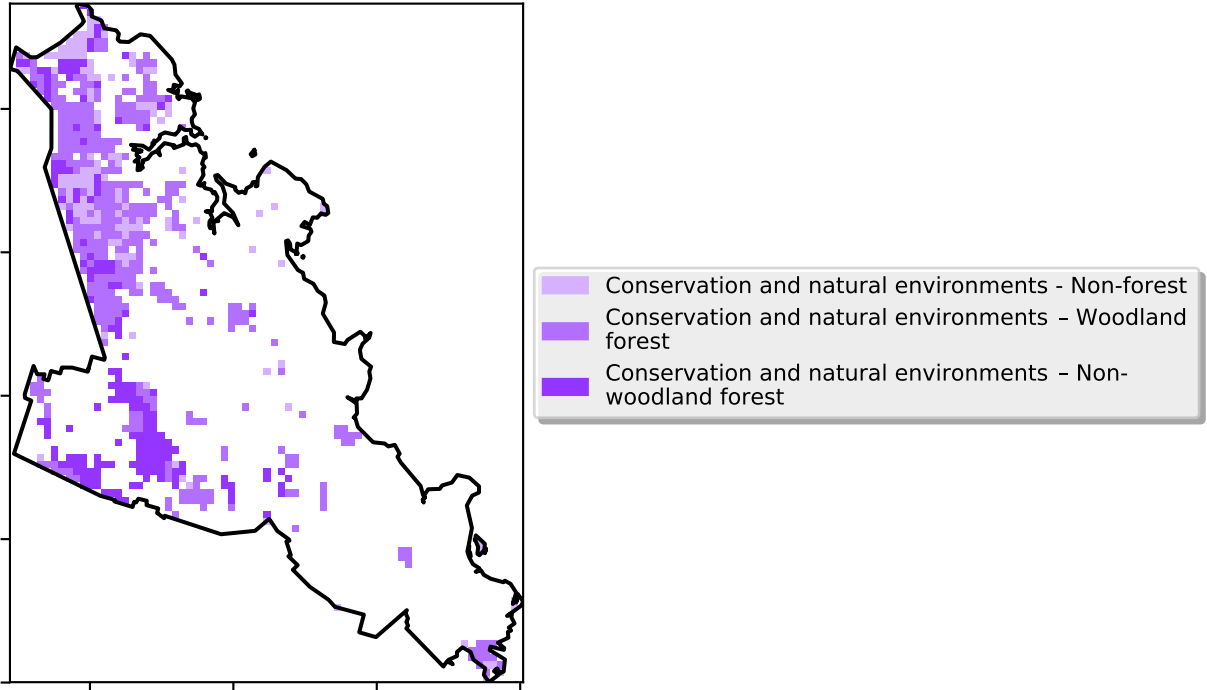 Conservation and natural environments - Non-forest
Conservation and natural environments – Woodland
forest
Conservation and natural environments – Non-
woodland forest